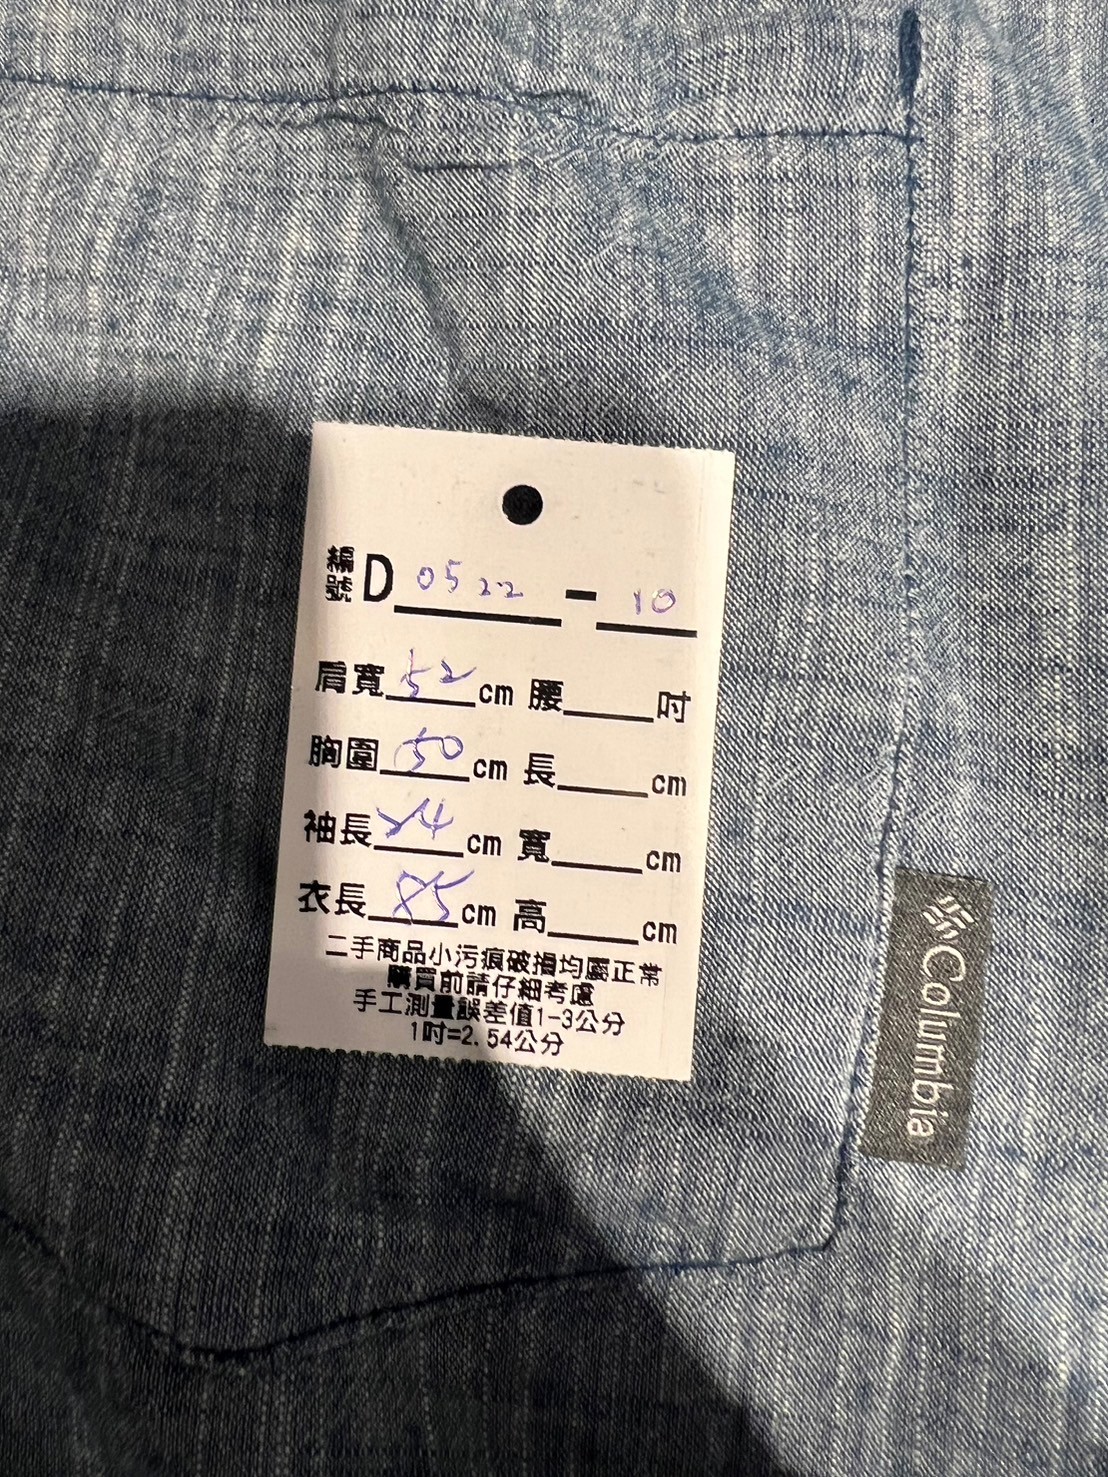 編號D 0522 - 10
肩寬 52 cm 腰 吋
胸圍 50 cm 長 cm
袖長 24 cm 寬 cm
衣長 85 cm 高 cm
二手商品小污痕破損均屬正常
購買前請仔細考慮
手工測量誤差值1-3公分
1吋=2.54公分
Columbia